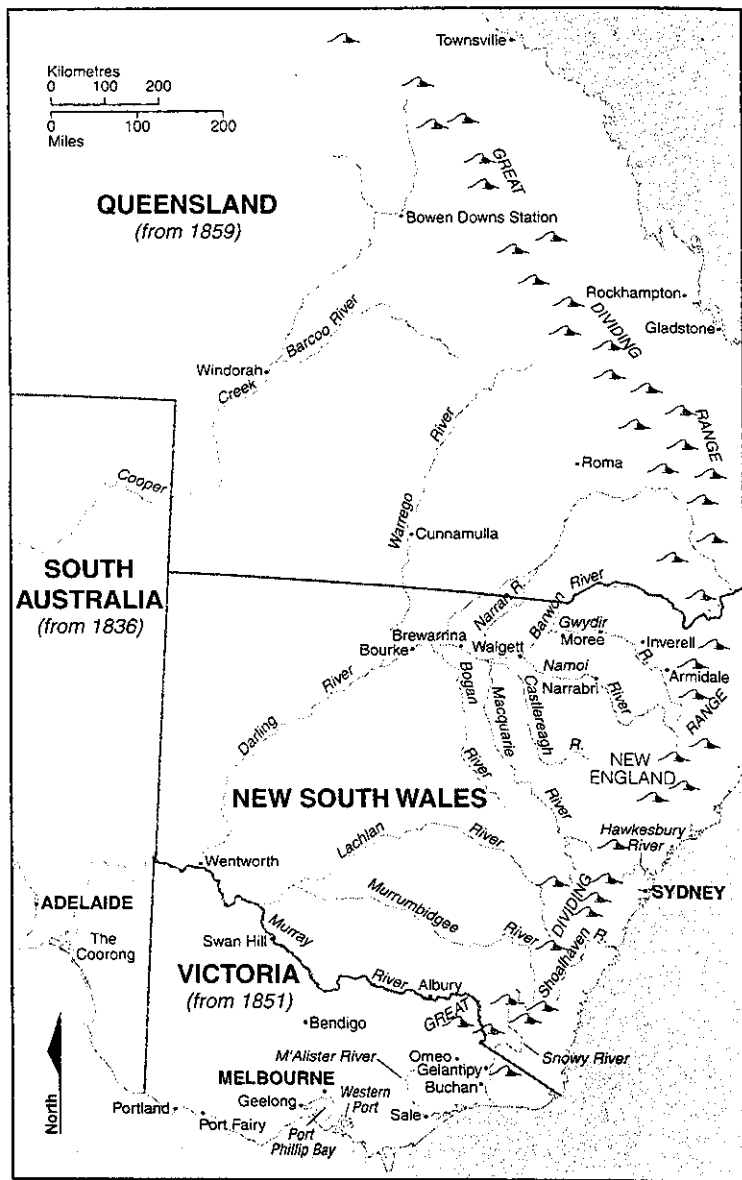 Townsville
Kilometres
0 100 200
0 100 200
Miles
GREAT
QUEENSLAND
(from 1859)
Bowen Downs Station
Rockhampton
DIVIDING
Gladstone
Barcoo River
Windorah
Creek
River
RANGE
Roma
Cooper
Warrego
Cunnamulla
SOUTH
AUSTRALIA
(from 1836)
Narran R.
Barwon
River
Gwydir
Moree
Inverell
Brewarrina
Bourke
Walgett
R.
Armidale
Namoi
Narrabri
River
River
Bogan
Macquarie
Castlereagh
RANGE
Darling
R.
NEW
ENGLAND
River
NEW SOUTH WALES
River
Hawkesbury
River
Lachlan
River
Wentworth
DIVIDING
SYDNEY
ADELAIDE
Murrumbidgee
Murray
River
R.
The
Coorong
Swan Hill
Shoalhaven
VICTORIA
(from 1851)
River
Albury
GREAT
Bendigo
Snowy River
M'Alister River
Omeo
Gelantipy
Buchan
MELBOURNE
Western
Port
Geelong
North
Portland
Port Fairy
Port
Phillip Bay
Sale